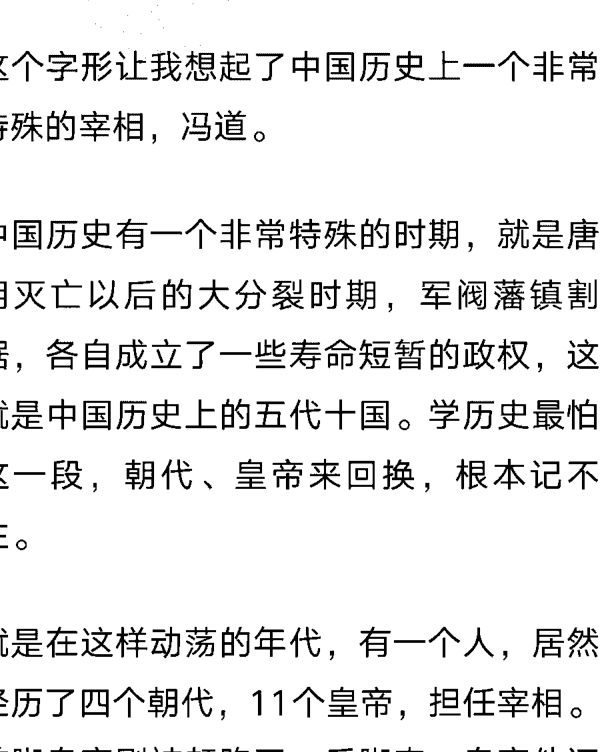 这个字形让我想起了中国历史上一个非常
特殊的宰相，冯道。
中国历史有一个非常特殊的时期，就是唐
朝灭亡以后的大分裂时期，军阀藩镇割
据，各自成立了一些寿命短暂的政权，这
就是中国历史上的五代十国。学历史最怕
这一段，朝代、皇帝来回换，根本记不
住。
就是在这样动荡的年代，有一个人，居然
经历了四个朝代，11个皇帝，担任宰相。